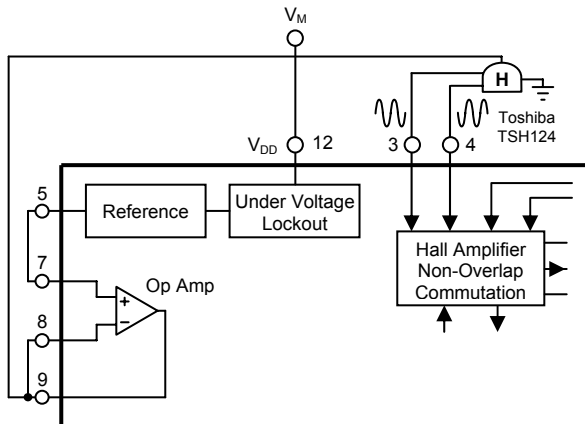 VM
H
Toshiba
TSH124
VDD
12
3
4
5
Reference
Under Voltage
Lockout
Hall Amplifier
Non-Overlap
Commutation
7
Op Amp
+
−
8
9